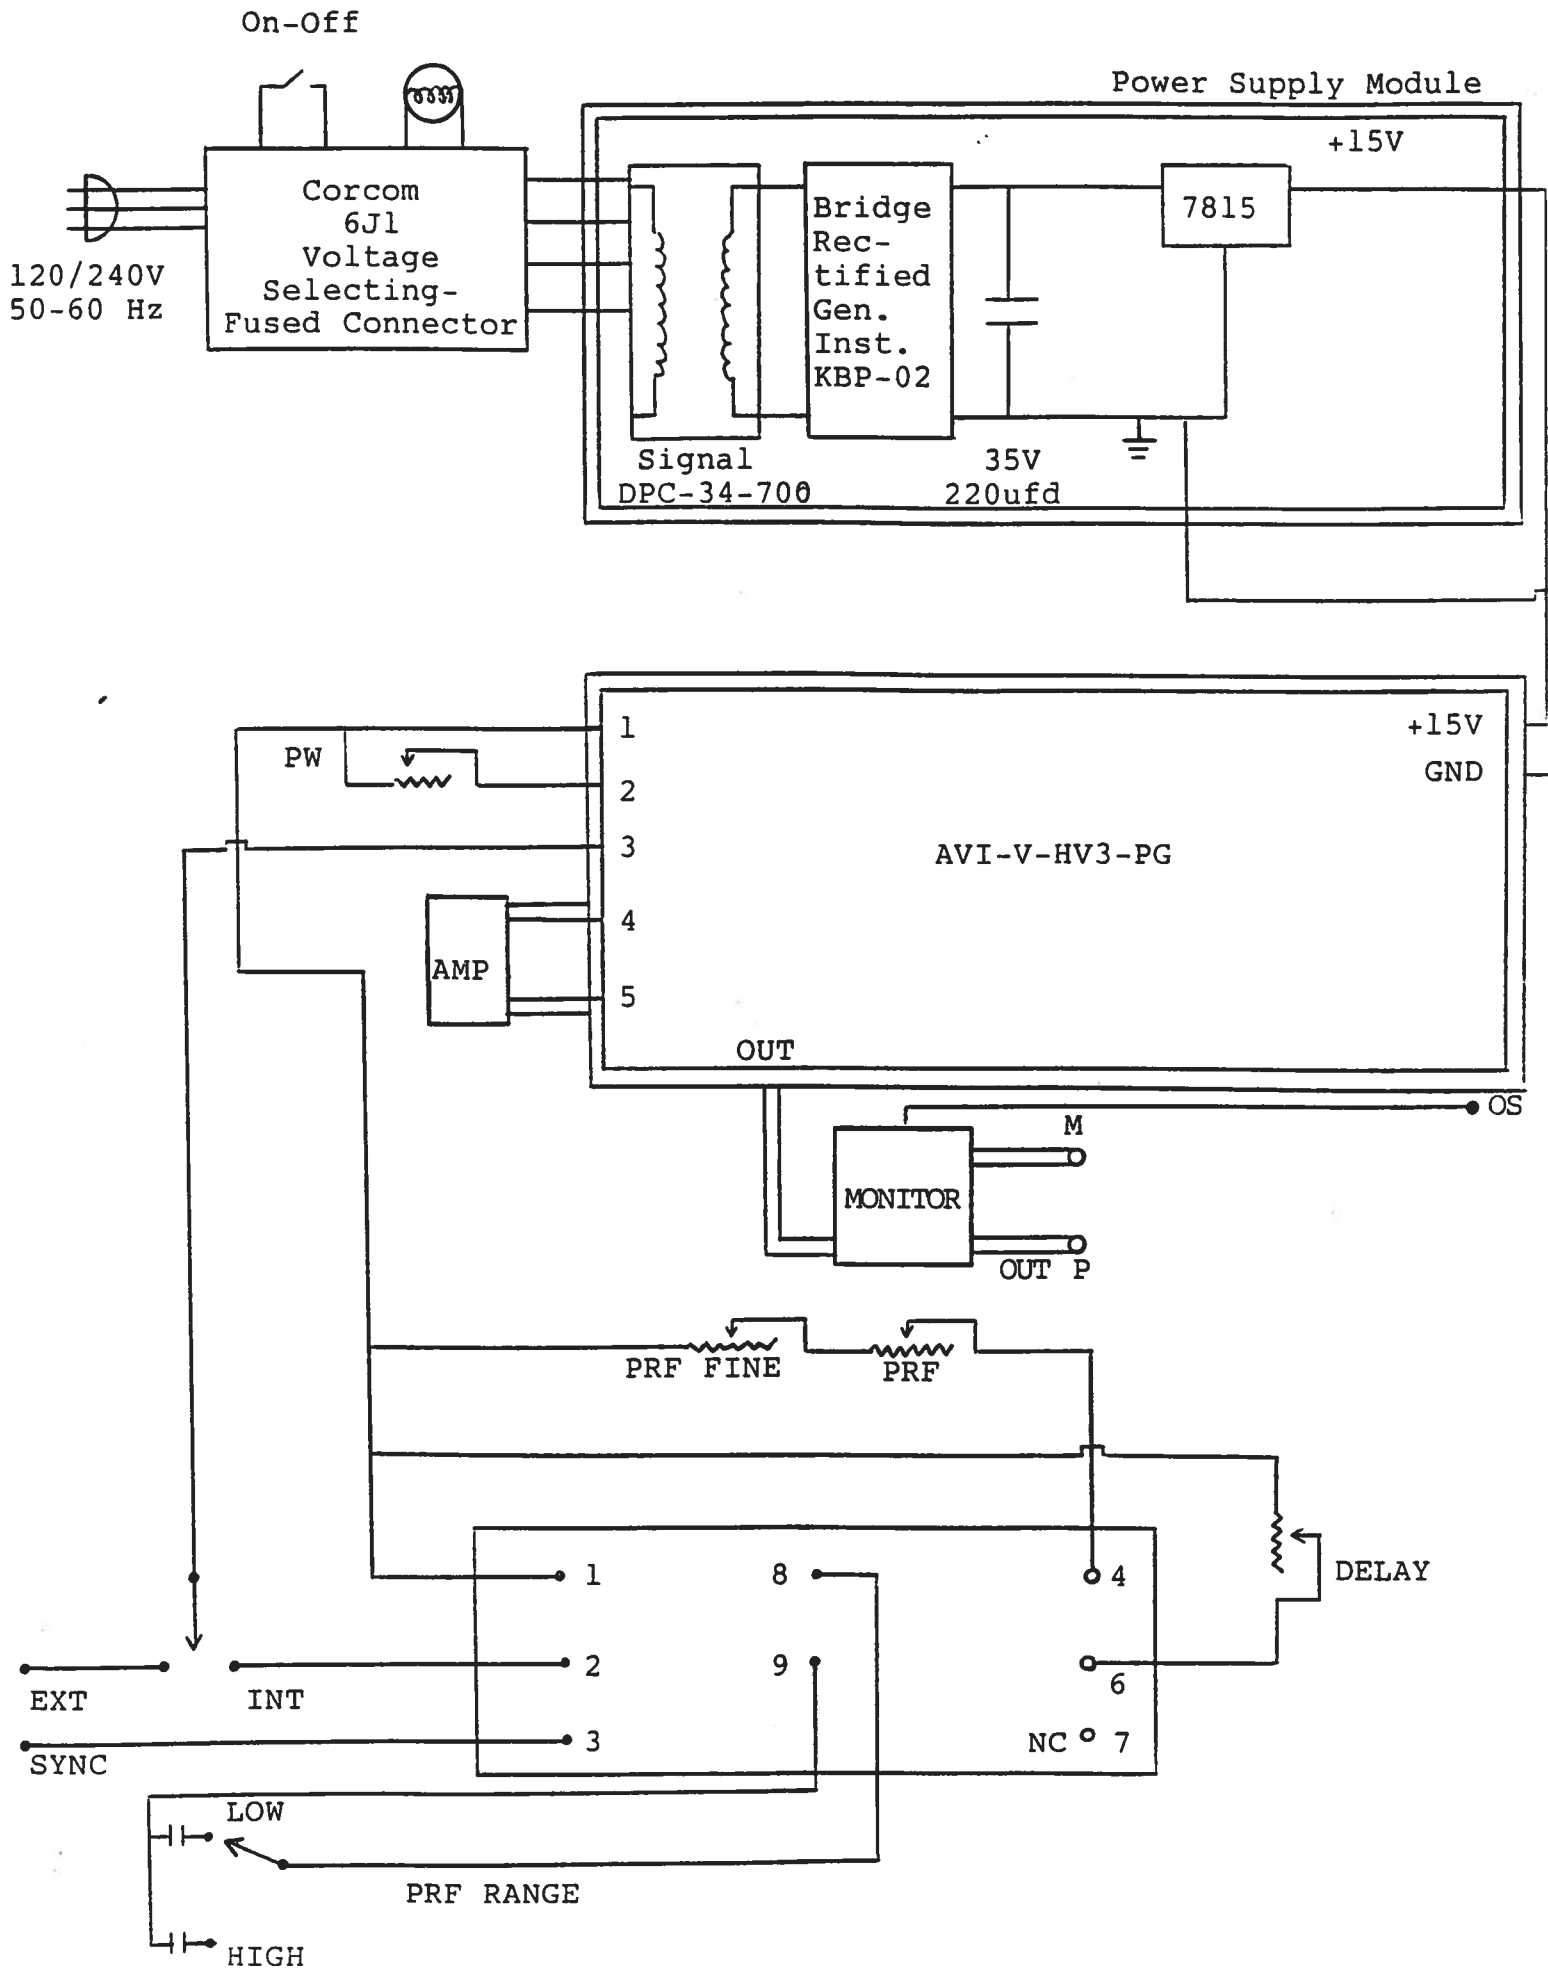 On-Off
Power Supply Module
+15V
Corcom
6J1
Voltage
Selecting-
Fused Connector
120/240V
50-60 Hz
Bridge
Rec-
tified
Gen.
Inst.
KBP-02
7815
Signal
DPC-34-700
35V
220ufd
1
+15V
PW
2
GND
3
AVI-V-HV3-PG
4
AMP
5
OUT
OS
M
MONITOR
OUT P
PRF FINE
PRF
1
8
4
DELAY
2
9
6
EXT
INT
3
NC
7
SYNC
LOW
PRF RANGE
HIGH